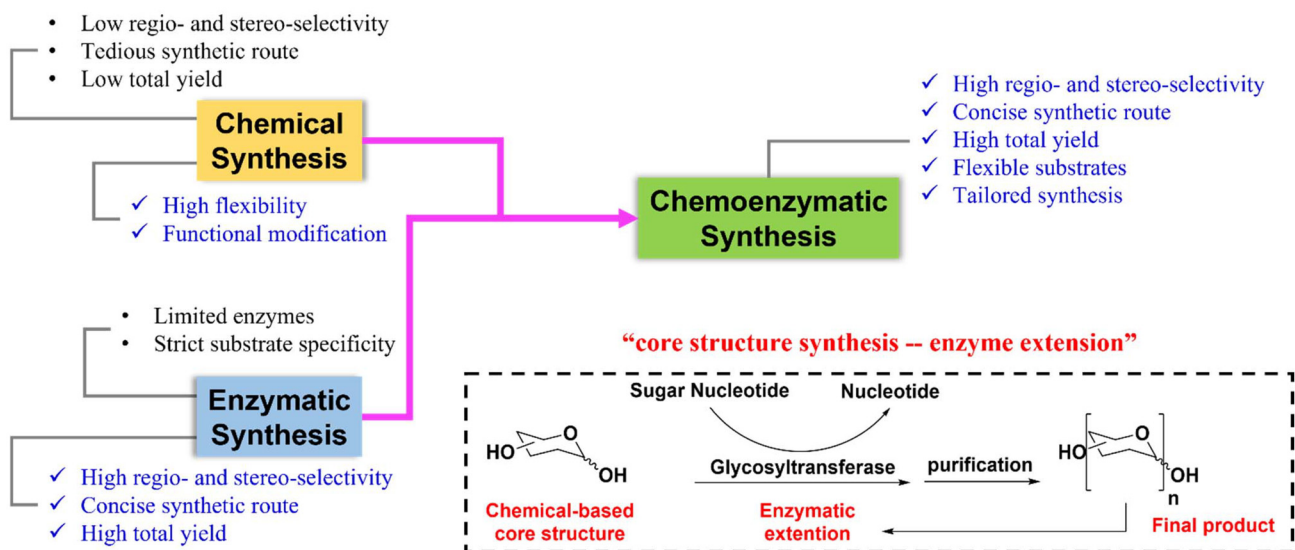 • Low regio- and stereo-selectivity
• Tedious synthetic route
• Low total yield
Chemical
Synthesis
✓ High flexibility
✓ Functional modification
• Limited enzymes
• Strict substrate specificity
Enzymatic
Synthesis
✓ High regio- and stereo-selectivity
✓ Concise synthetic route
✓ High total yield
✓ High regio- and stereo-selectivity
✓ Concise synthetic route
✓ High total yield
✓ Flexible substrates
✓ Tailored synthesis
Chemoenzymatic
Synthesis
“core structure synthesis -- enzyme extension”
Sugar Nucleotide
Nucleotide
HO
O
OH
Glycosyltransferase
purification
HO
O
OH
n
Chemical-based
core structure
Enzymatic
extention
Final product